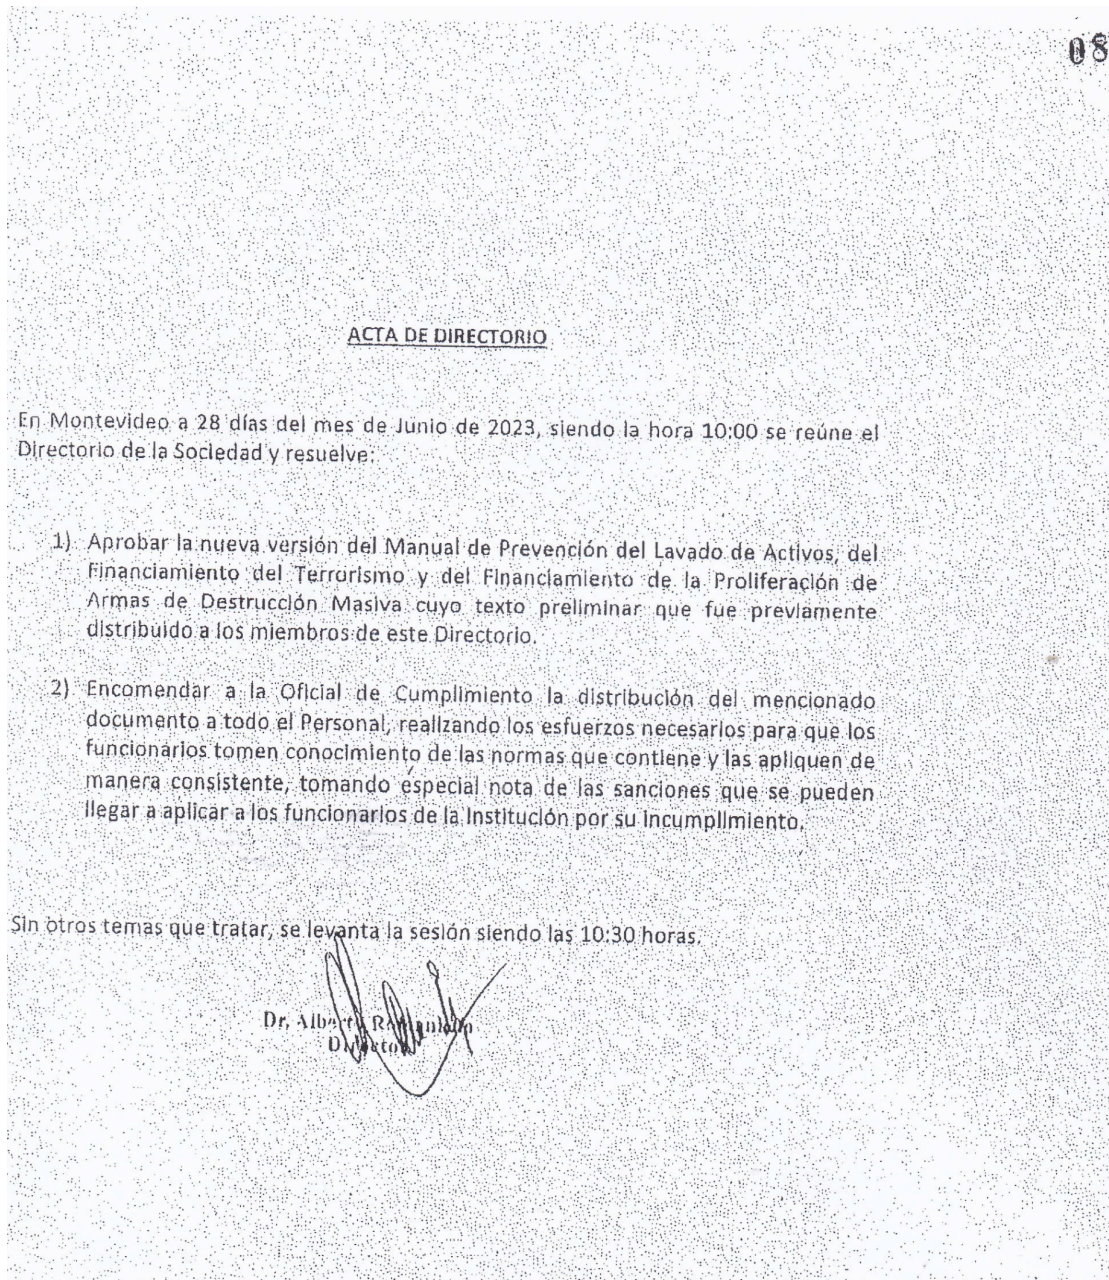 08
ACTA DE DIRECTORIO
En Montevideo a 28 días del mes de Junio de 2023, siendo la hora 10:00 se reúne el
Directorio de la Sociedad y resuelve:
1) Aprobar la nueva versión del Manual de Prevención del Lavado de Activos, del
Financiamiento del Terrorismo y del Financiamiento de la Proliferación de
Armas de Destrucción Masiva cuyo texto preliminar que fue previamente
distribuido a los miembros de este Directorio.
2) Encomendar a la Oficial de Cumplimiento la distribución del mencionado
documento a todo el Personal, realizando los esfuerzos necesarios para que los
funcionarios tomen conocimiento de las normas que contiene y las apliquen de
manera consistente, tomando especial nota de las sanciones que se pueden
llegar a aplicar a los funcionarios de la Institución por su incumplimiento.
Sin otros temas que tratar, se levanta la sesión siendo las 10:30 horas.
Dr. Alberto
Director